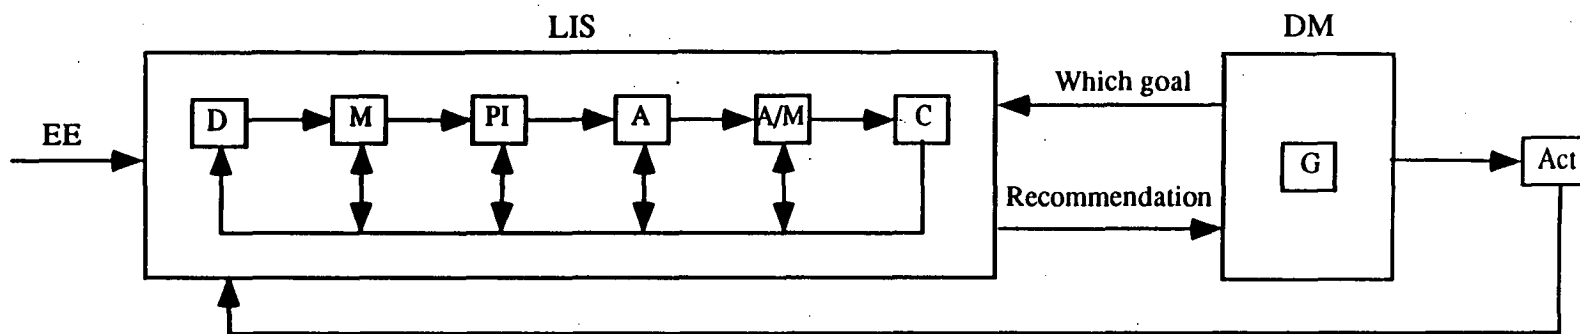 LIS
DM
EE
D
M
PI
A
A/M
C
Which goal
Recommendation
G
Act